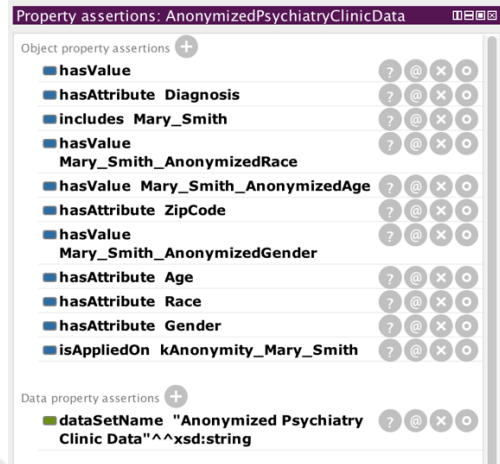 Property assertions: AnonymizedPsychiatryClinicData
Object property assertions
hasValue
hasAttribute Diagnosis
includes Mary_Smith
hasValue
Mary_Smith_AnonymizedRace
hasValue Mary_Smith_AnonymizedAge
hasAttribute ZipCode
hasValue
Mary_Smith_AnonymizedGender
hasAttribute Age
hasAttribute Race
hasAttribute Gender
isAppliedOn kAnonymity_Mary_Smith
Data property assertions
dataSetName "Anonymized Psychiatry
Clinic Data"^^xsd:string